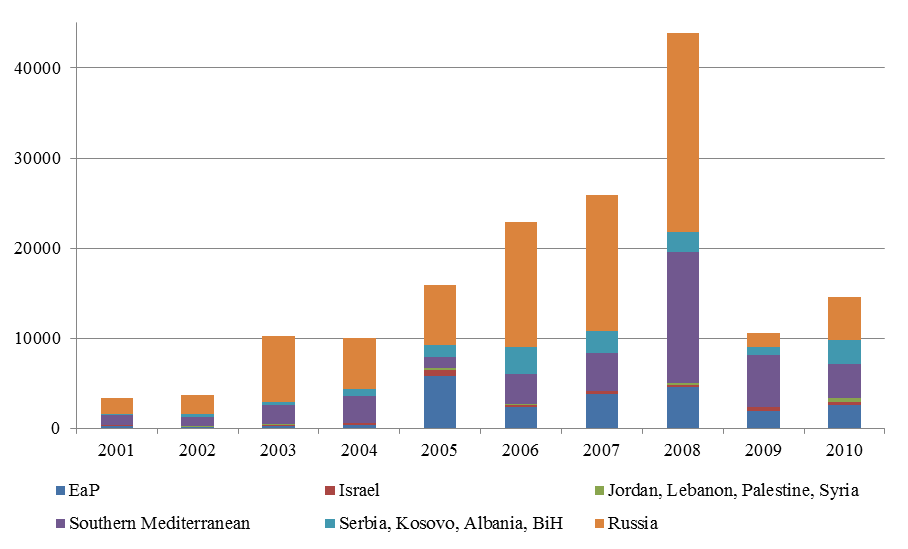 40000
30000
20000
10000
0
2001 2002 2003 2004 2005 2006 2007 2008 2009 2010
EaP Israel Jordan, Lebanon, Palestine, Syria
Southern Mediterranean Serbia, Kosovo, Albania, BiH Russia